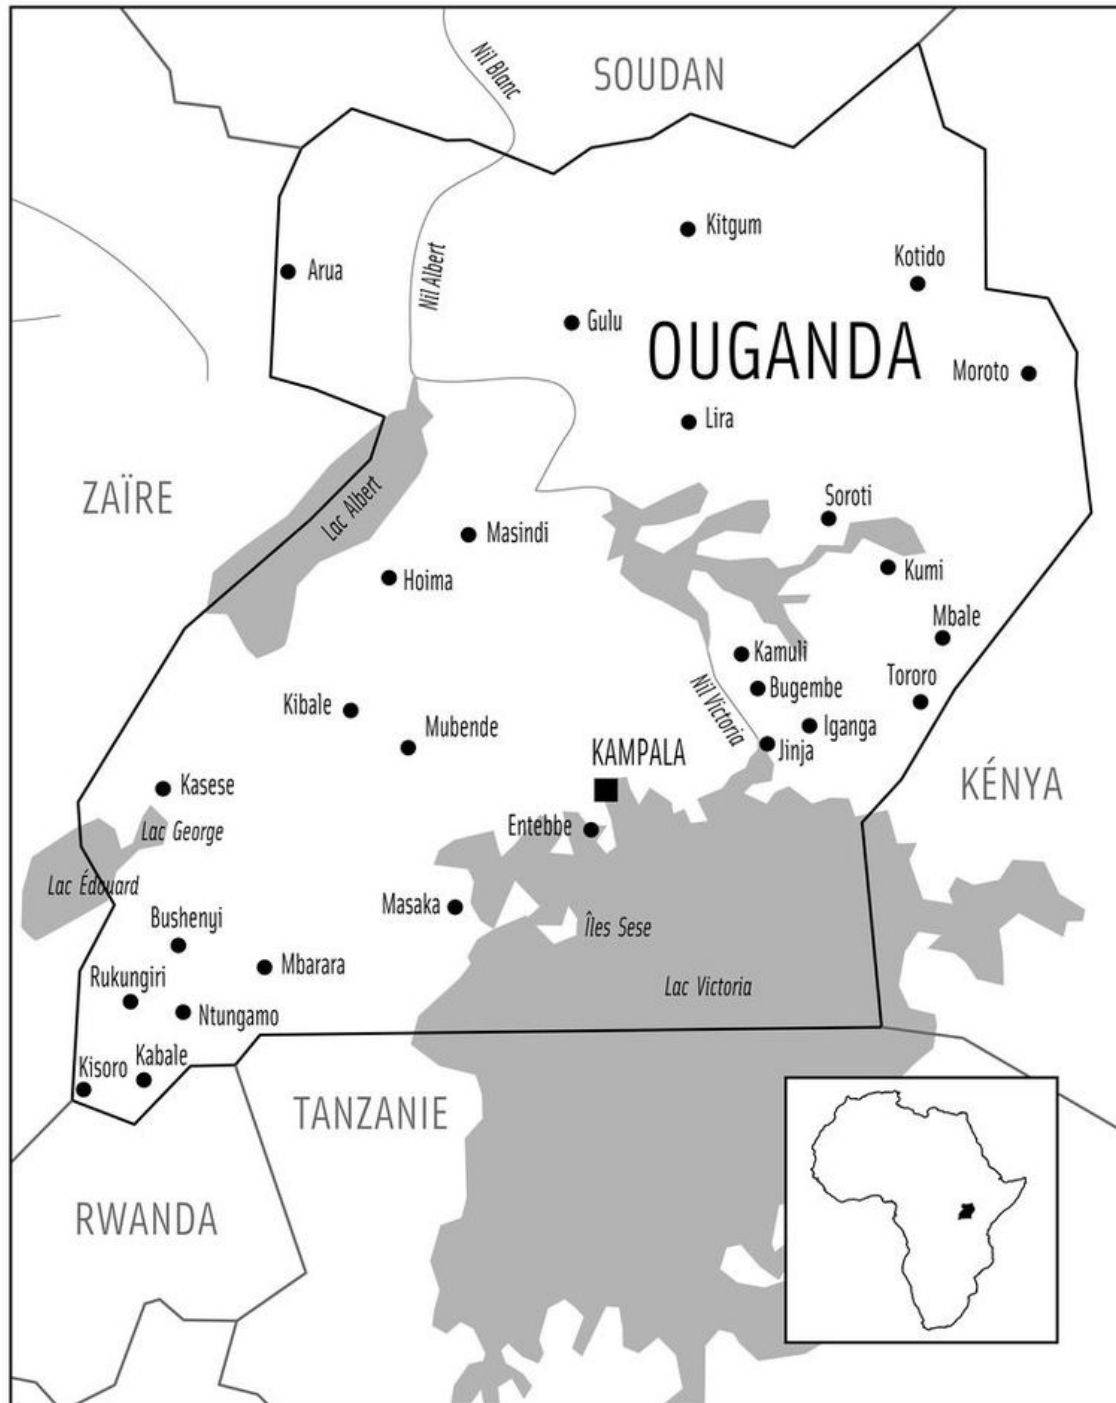 SOUDAN
Nil Blanc
Kitgum
Kotido
Arua
Nil Albert
Gulu
OUGANDA
Moroto
Lira
ZAÏRE
Lac Albert
Soroti
Masindi
Kumi
Hoima
Mbale
Kamuli
Tororo
Bugembe
Kibale
Nil Victoria
Mubende
Iganga
Jinja
KAMPALA
KÉNYA
Kasese
Entebbe
Lac George
Lac Édouard
Masaka
Bushenyi
Îles Sese
Mbarara
Rukungiri
Lac Victoria
Ntungamo
Kabale
Kisoro
TANZANIE
RWANDA